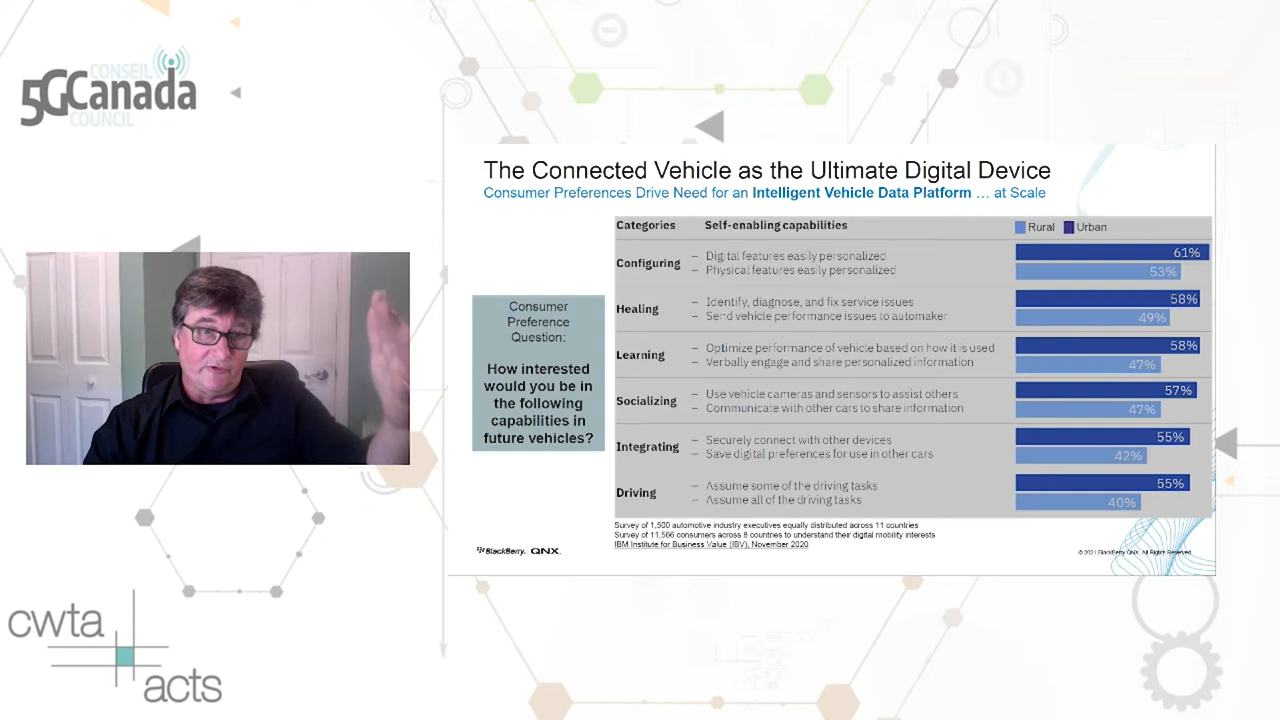 CONSEIL
5GCanada
COUNCIL
The Connected Vehicle as the Ultimate Digital Device
Consumer Preferences Drive Need for an Intelligent Vehicle Data Platform … at Scale
Consumer
Preference
Question:
How interested
would you be in
the following
capabilities in
future vehicles?
Categories Self-enabling capabilities Rural Urban
Configuring
– Digital features easily personalized
– Physical features easily personalized
61%
53%
Healing
– Identify, diagnose, and fix service issues
– Send vehicle performance issues to automaker
58%
49%
Learning
– Optimize performance of vehicle based on how it is used
– Verbally engage and share personalized information
58%
47%
Socializing
– Use vehicle cameras and sensors to assist others
– Communicate with other cars to share information
57%
47%
Integrating
– Securely connect with other devices
– Save digital preferences for use in other cars
55%
42%
Driving
– Assume some of the driving tasks
– Assume all of the driving tasks
55%
40%
Survey of 1,500 automotive industry executives equally distributed across 11 countries
Survey of 11,566 consumers across 8 countries to understand their digital mobility interests
IBM Institute for Business Value (IBV), November 2020
BlackBerry. QNX.
© 2021 BlackBerry QNX. All Rights Reserved.
cwta
acts